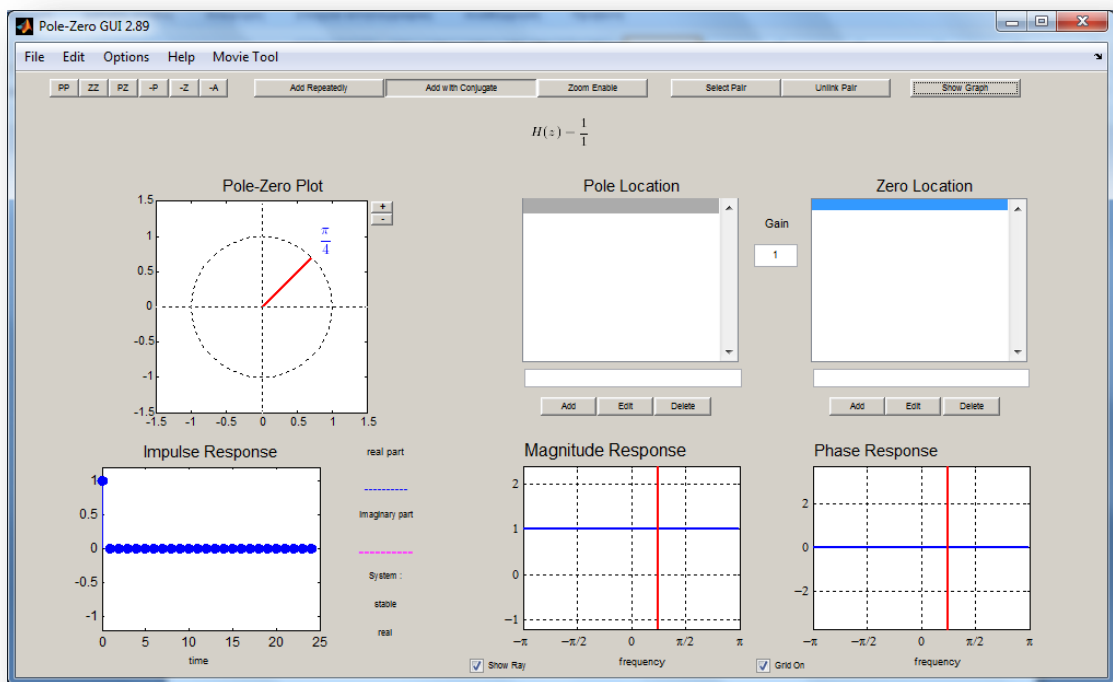 Pole-Zero GUI 2.89
File Edit Options Help Movie Tool
PP ZZ PZ -P -Z -A Add Repeatedly Add with Conjugate Zoom Enable Select Pair Unlink Pair Show Graph
H(z) = 1/1
Pole-Zero Plot
1.5
1
0.5
0
-0.5
-1
-1.5
-1.5 -1 -0.5 0 0.5 1 1.5
π/4
+
-
Pole Location
Gain
1
Zero Location
Add Edit Delete
Add Edit Delete
Impulse Response
1
0.5
0
-0.5
-1
0 5 10 15 20 25
time
real part
Imaginary part
System :
stable
real
Magnitude Response
2
1
0
−1
−π −π/2 0 π/2 π
Show Ray frequency
Phase Response
2
0
−2
−π −π/2 0 π/2 π
Grid On frequency